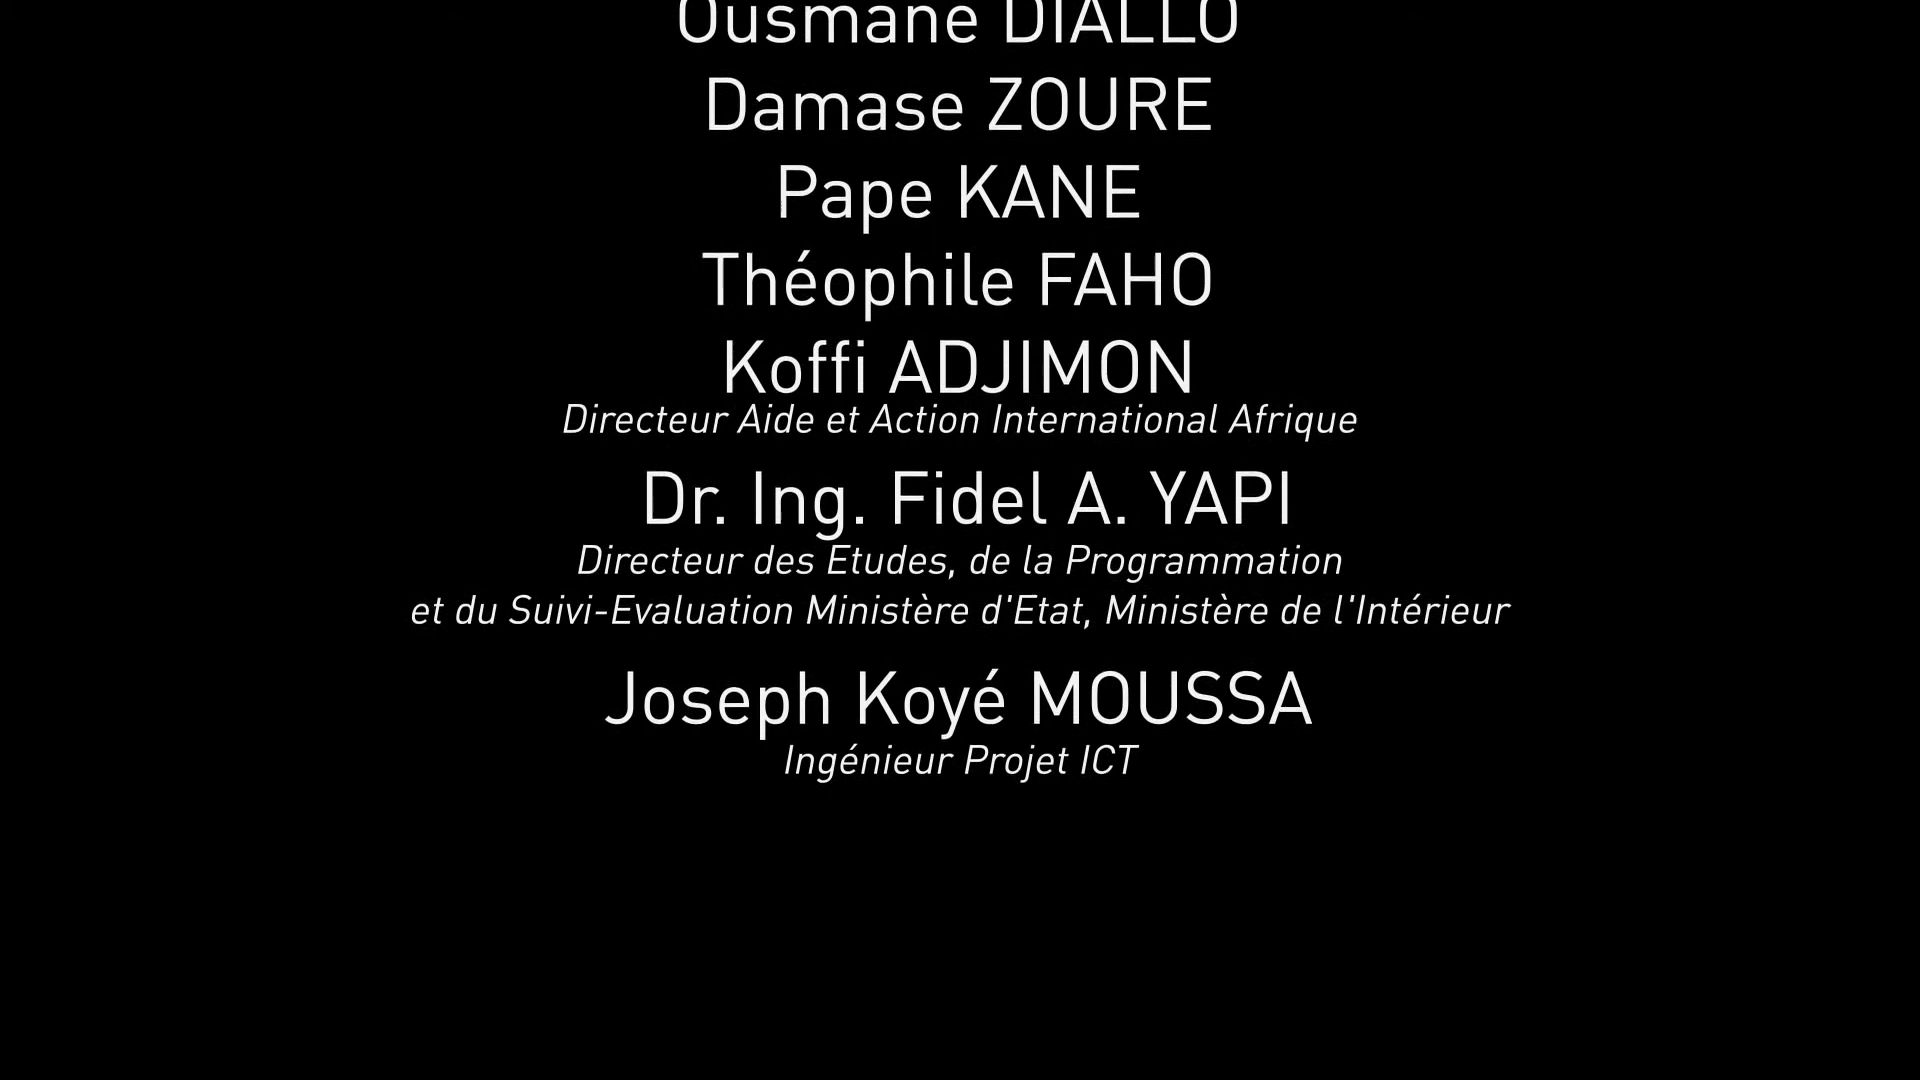 Ousmane DIALLO
Damase ZOURE
Pape KANE
Théophile FAHO
Koffi ADJIMON
Directeur Aide et Action International Afrique
Dr. Ing. Fidel A. YAPI
Directeur des Etudes, de la Programmation
et du Suivi-Evaluation Ministère d'Etat, Ministère de l'Intérieur
Joseph Koyé MOUSSA
Ingénieur Projet ICT